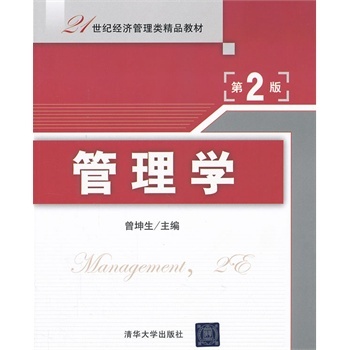 21世纪经济管理类精品教材
第2版
管理学
曾坤生/主编
Management, 2·E
清华大学出版社